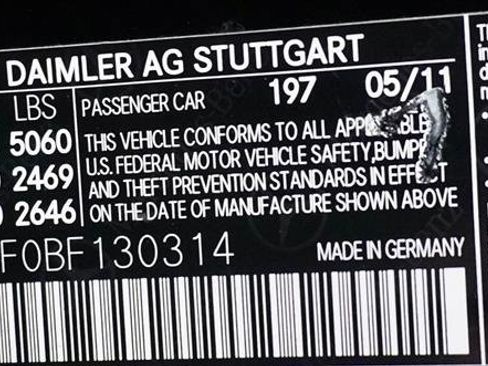 DAIMLER AG STUTTGART
LBS PASSENGER CAR 197 05/11
5060 THIS VEHICLE CONFORMS TO ALL APPLICABLE
2469 U.S. FEDERAL MOTOR VEHICLE SAFETY, BUMPER
2646 AND THEFT PREVENTION STANDARDS IN EFFECT
ON THE DATE OF MANUFACTURE SHOWN ABOVE
F0BF130314 MADE IN GERMANY